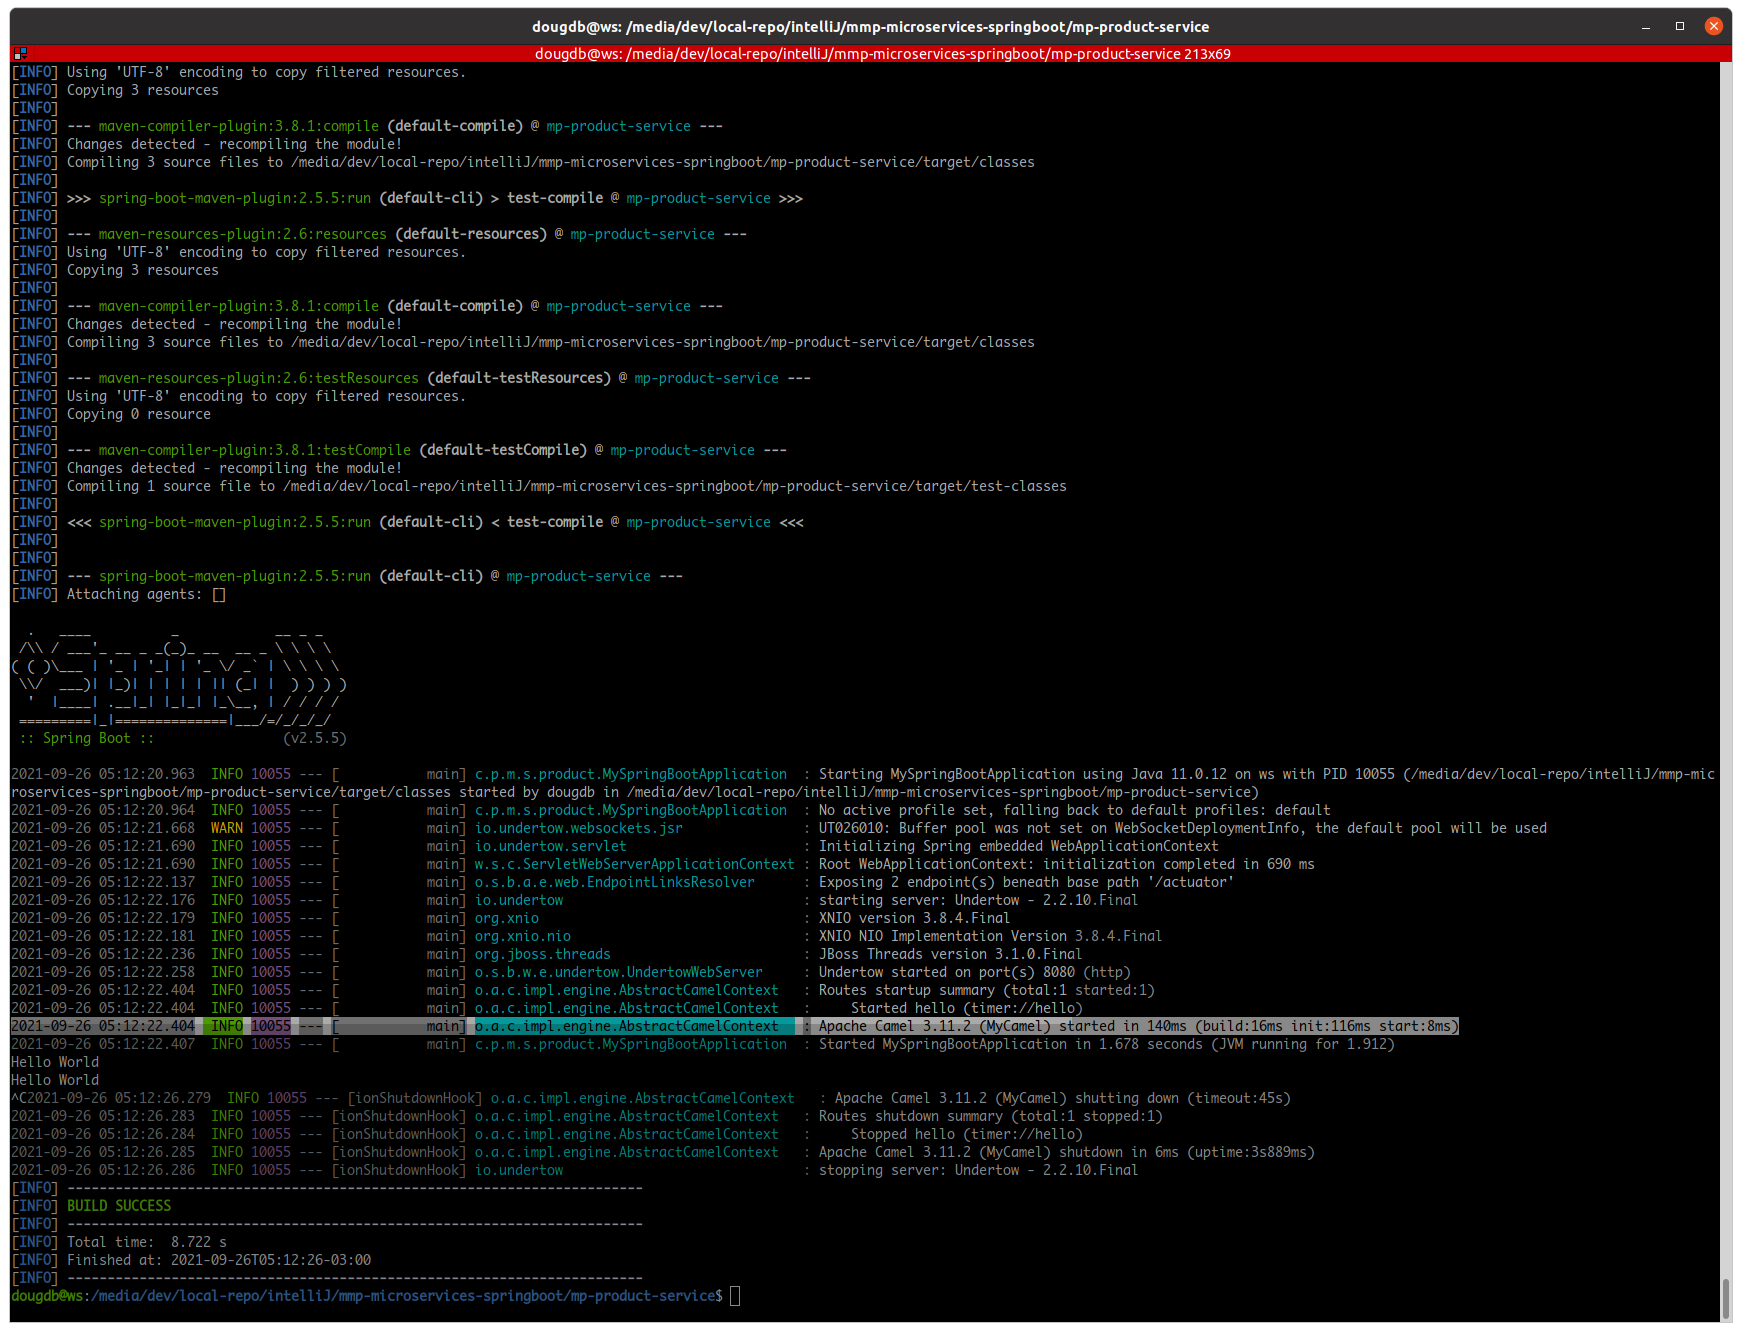 dougdb@ws: /media/dev/local-repo/intelliJ/mmp-microservices-springboot/mp-product-service
dougdb@ws: /media/dev/local-repo/intelliJ/mmp-microservices-springboot/mp-product-service 213x69
[INFO] Using 'UTF-8' encoding to copy filtered resources.
[INFO] Copying 3 resources
[INFO]
[INFO] --- maven-compiler-plugin:3.8.1:compile (default-compile) @ mp-product-service ---
[INFO] Changes detected - recompiling the module!
[INFO] Compiling 3 source files to /media/dev/local-repo/intelliJ/mmp-microservices-springboot/mp-product-service/target/classes
[INFO]
[INFO] >>> spring-boot-maven-plugin:2.5.5:run (default-cli) > test-compile @ mp-product-service >>>
[INFO]
[INFO] --- maven-resources-plugin:2.6:resources (default-resources) @ mp-product-service ---
[INFO] Using 'UTF-8' encoding to copy filtered resources.
[INFO] Copying 3 resources
[INFO]
[INFO] --- maven-compiler-plugin:3.8.1:compile (default-compile) @ mp-product-service ---
[INFO] Changes detected - recompiling the module!
[INFO] Compiling 3 source files to /media/dev/local-repo/intelliJ/mmp-microservices-springboot/mp-product-service/target/classes
[INFO]
[INFO] --- maven-resources-plugin:2.6:testResources (default-testResources) @ mp-product-service ---
[INFO] Using 'UTF-8' encoding to copy filtered resources.
[INFO] Copying 0 resource
[INFO]
[INFO] --- maven-compiler-plugin:3.8.1:testCompile (default-testCompile) @ mp-product-service ---
[INFO] Changes detected - recompiling the module!
[INFO] Compiling 1 source file to /media/dev/local-repo/intelliJ/mmp-microservices-springboot/mp-product-service/target/test-classes
[INFO]
[INFO] <<< spring-boot-maven-plugin:2.5.5:run (default-cli) < test-compile @ mp-product-service <<<
[INFO]
[INFO]
[INFO] --- spring-boot-maven-plugin:2.5.5:run (default-cli) @ mp-product-service ---
[INFO] Attaching agents: []
  .   ____          _            __ _ _
 /\\ / ___'_ __ _ _(_)_ __  __ _ \ \ \ \
( ( )\___ | '_ | '_| | '_ \/ _` | \ \ \ \
 \\/  ___)| |_)| | | | | || (_| |  ) ) ) )
  '  |____| .__|_| |_|_| |_\__, | / / / /
 =========|_|==============|___/=/_/_/_/
 :: Spring Boot ::                (v2.5.5)
2021-09-26 05:12:20.963  INFO 10055 --- [           main] c.p.m.s.product.MySpringBootApplication  : Starting MySpringBootApplication using Java 11.0.12 on ws with PID 10055 (/media/dev/local-repo/intelliJ/mmp-mic
roservices-springboot/mp-product-service/target/classes started by dougdb in /media/dev/local-repo/intelliJ/mmp-microservices-springboot/mp-product-service)
2021-09-26 05:12:20.964  INFO 10055 --- [           main] c.p.m.s.product.MySpringBootApplication  : No active profile set, falling back to default profiles: default
2021-09-26 05:12:21.668  WARN 10055 --- [           main] io.undertow.websockets.jsr               : UT026010: Buffer pool was not set on WebSocketDeploymentInfo, the default pool will be used
2021-09-26 05:12:21.690  INFO 10055 --- [           main] io.undertow.servlet                      : Initializing Spring embedded WebApplicationContext
2021-09-26 05:12:21.690  INFO 10055 --- [           main] w.s.c.ServletWebServerApplicationContext : Root WebApplicationContext: initialization completed in 690 ms
2021-09-26 05:12:22.137  INFO 10055 --- [           main] o.s.b.a.e.web.EndpointLinksResolver      : Exposing 2 endpoint(s) beneath base path '/actuator'
2021-09-26 05:12:22.176  INFO 10055 --- [           main] io.undertow                              : starting server: Undertow - 2.2.10.Final
2021-09-26 05:12:22.179  INFO 10055 --- [           main] org.xnio                                 : XNIO version 3.8.4.Final
2021-09-26 05:12:22.181  INFO 10055 --- [           main] org.xnio.nio                             : XNIO NIO Implementation Version 3.8.4.Final
2021-09-26 05:12:22.236  INFO 10055 --- [           main] org.jboss.threads                        : JBoss Threads version 3.1.0.Final
2021-09-26 05:12:22.258  INFO 10055 --- [           main] o.s.b.w.e.undertow.UndertowWebServer     : Undertow started on port(s) 8080 (http)
2021-09-26 05:12:22.404  INFO 10055 --- [           main] o.a.c.impl.engine.AbstractCamelContext   : Routes startup summary (total:1 started:1)
2021-09-26 05:12:22.404  INFO 10055 --- [           main] o.a.c.impl.engine.AbstractCamelContext   :     Started hello (timer://hello)
2021-09-26 05:12:22.404  INFO 10055 --- [           main] o.a.c.impl.engine.AbstractCamelContext   : Apache Camel 3.11.2 (MyCamel) started in 140ms (build:16ms init:116ms start:8ms)
2021-09-26 05:12:22.407  INFO 10055 --- [           main] c.p.m.s.product.MySpringBootApplication  : Started MySpringBootApplication in 1.678 seconds (JVM running for 1.912)
Hello World
Hello World
^C2021-09-26 05:12:26.279  INFO 10055 --- [ionShutdownHook] o.a.c.impl.engine.AbstractCamelContext   : Apache Camel 3.11.2 (MyCamel) shutting down (timeout:45s)
2021-09-26 05:12:26.283  INFO 10055 --- [ionShutdownHook] o.a.c.impl.engine.AbstractCamelContext   : Routes shutdown summary (total:1 stopped:1)
2021-09-26 05:12:26.284  INFO 10055 --- [ionShutdownHook] o.a.c.impl.engine.AbstractCamelContext   :     Stopped hello (timer://hello)
2021-09-26 05:12:26.285  INFO 10055 --- [ionShutdownHook] o.a.c.impl.engine.AbstractCamelContext   : Apache Camel 3.11.2 (MyCamel) shutdown in 6ms (uptime:3s889ms)
2021-09-26 05:12:26.286  INFO 10055 --- [ionShutdownHook] io.undertow                              : stopping server: Undertow - 2.2.10.Final
[INFO] ------------------------------------------------------------------------
[INFO] BUILD SUCCESS
[INFO] ------------------------------------------------------------------------
[INFO] Total time:  8.722 s
[INFO] Finished at: 2021-09-26T05:12:26-03:00
[INFO] ------------------------------------------------------------------------
dougdb@ws:/media/dev/local-repo/intelliJ/mmp-microservices-springboot/mp-product-service$